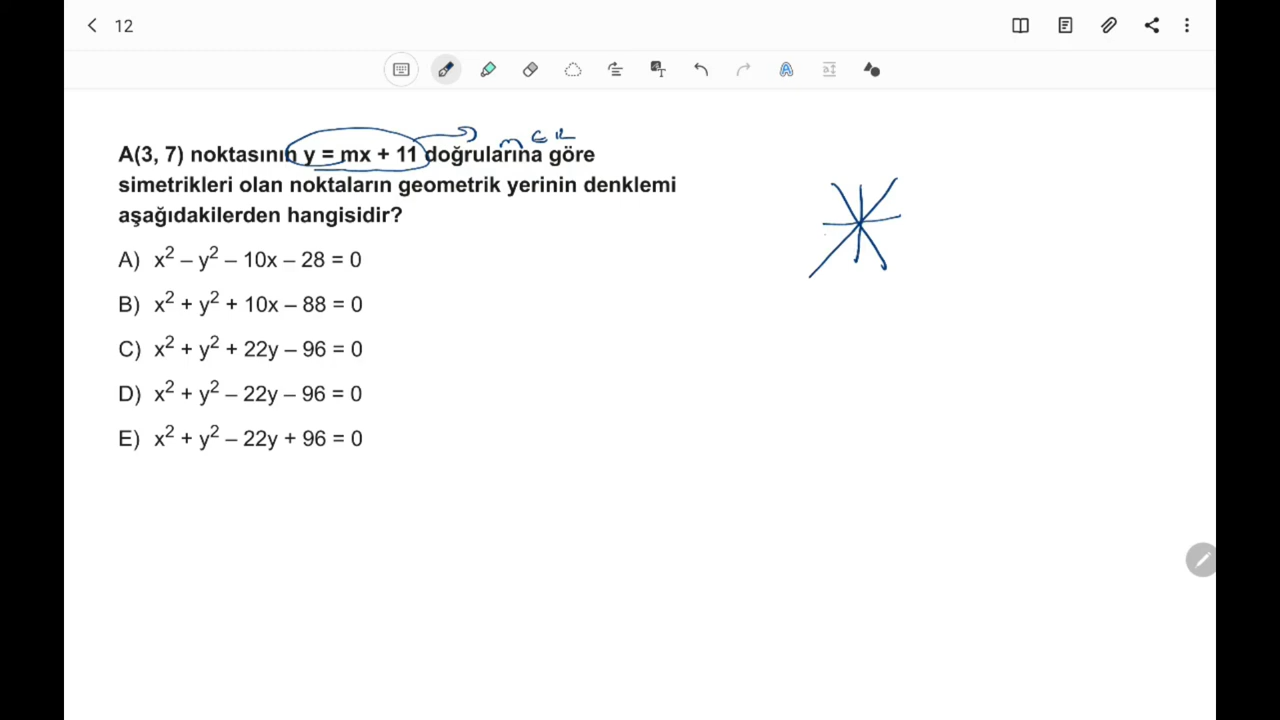 12
m ∈ R
A(3, 7) noktasının y = mx + 11 doğrularına göre
simetrikleri olan noktaların geometrik yerinin denklemi
aşağıdakilerden hangisidir?
A) x² – y² – 10x – 28 = 0
B) x² + y² + 10x – 88 = 0
C) x² + y² + 22y – 96 = 0
D) x² + y² – 22y – 96 = 0
E) x² + y² – 22y + 96 = 0